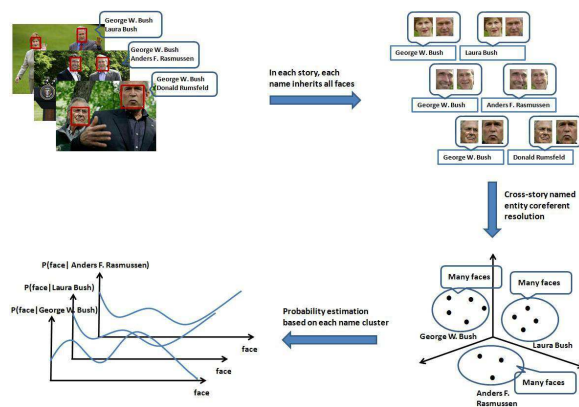 George W. Bush
Laura Bush
George W. Bush
Anders F. Rasmussen
George W. Bush
Donald Rumsfeld
In each story, each
name inherits all faces
George W. Bush
Laura Bush
George W. Bush
Anders F. Rasmussen
George W. Bush
Donald Rumsfeld
Cross-story named
entity coreferent
resolution
Many faces
Many faces
George W. Bush
Laura Bush
Many faces
Anders F.
Rasmussen
Probability estimation
based on each name cluster
P(face| Anders F. Rasmussen)
P(face|Laura Bush)
P(face|George W. Bush)
face
face
face